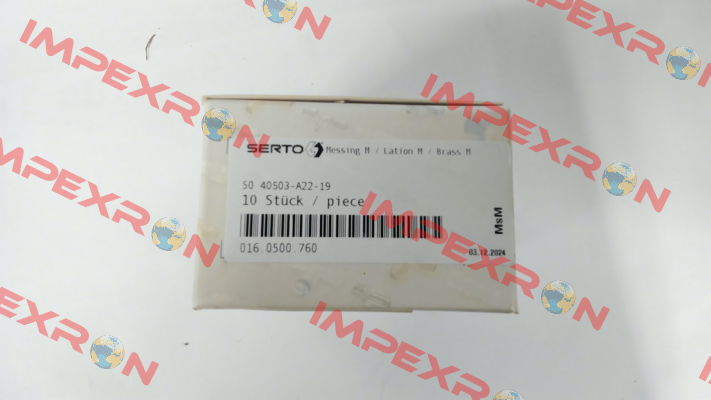 SERTO Messing M / Lation M / Brass M
SO 40503-A22-19
10 Stück / piece
016.0500.760
MsM
03.12.2024
IMPEXRON
IMPEXRON
IMPEXRON
IMPEXRON
IMPEXRON
IMPEXRON